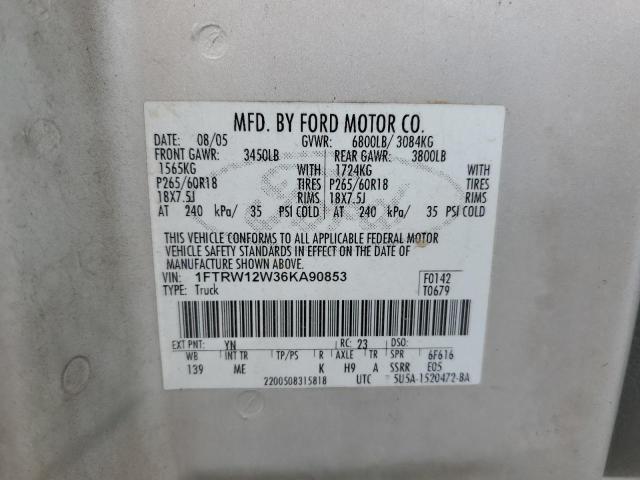 MFD. BY FORD MOTOR CO.
DATE: 08/05 GVWR: 6800LB/ 3084KG
FRONT GAWR: 3450LB REAR GAWR: 3800LB
1565KG WITH 1724KG WITH
P265/60R18 TIRES P265/60R18 TIRES
18X7.5J RIMS 18X7.5J RIMS
AT 240 kPa/ 35 PSI COLD AT 240 kPa/ 35 PSI COLD
THIS VEHICLE CONFORMS TO ALL APPLICABLE FEDERAL MOTOR
VEHICLE SAFETY STANDARDS IN EFFECT ON THE DATE OF
MANUFACTURE SHOWN ABOVE.
VIN: 1FTRW12W36KA90853 F0142
TYPE: Truck T0679
EXT PNT: YN RC: 23 DSO:
WB INT TR TP/PS R AXLE TR SPR 6F616
139 ME K H9 A SSRR E05
2200508315818 UTC 5U5A-1520472-BA
Ford